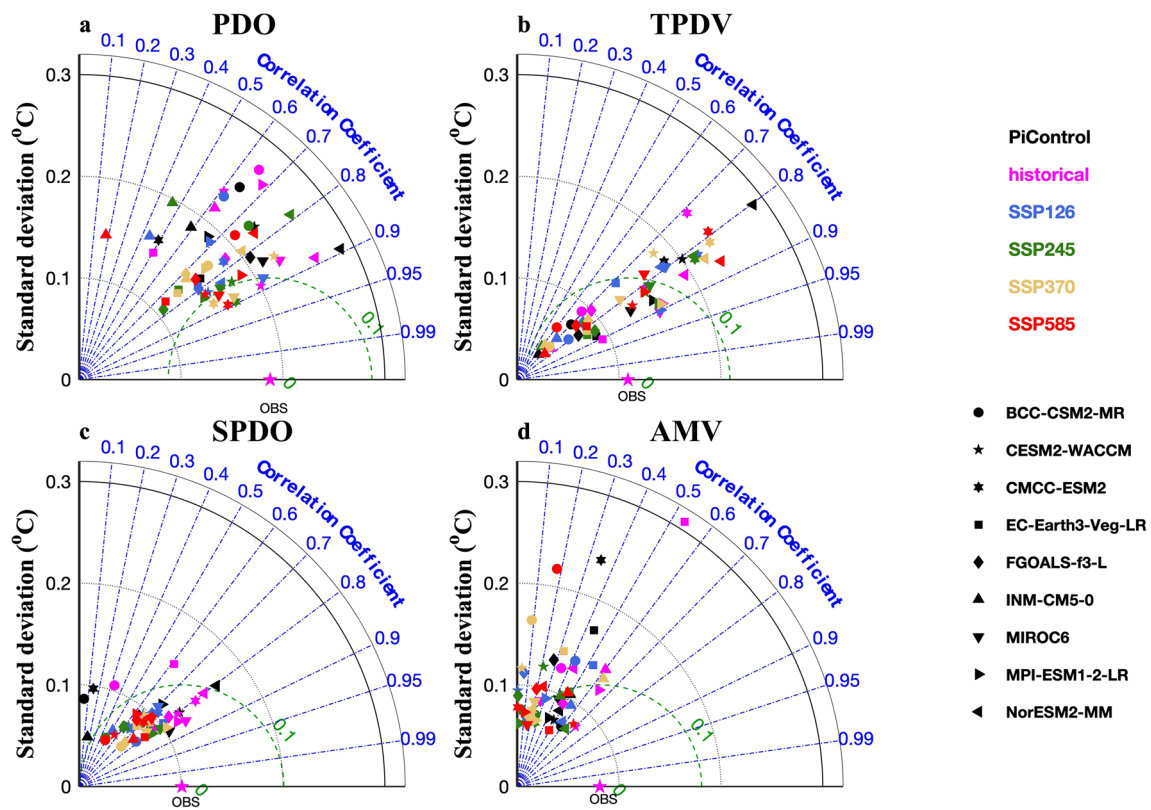 a PDO
0.1 0.2 0.3 0.4 0.5 0.6 0.7 0.8 0.9 0.95 0.99
Correlation Coefficient
Standard deviation (°C)
0.3
0.2
0.1
0
0.1
0
OBS
b TPDV
0.1 0.2 0.3 0.4 0.5 0.6 0.7 0.8 0.9 0.95 0.99
Correlation Coefficient
Standard deviation (°C)
0.3
0.2
0.1
0
0.1
0
OBS
PiControl
historical
SSP126
SSP245
SSP370
SSP585
c SPDO
0.1 0.2 0.3 0.4 0.5 0.6 0.7 0.8 0.9 0.95 0.99
Correlation Coefficient
Standard deviation (°C)
0.3
0.2
0.1
0
0.1
0
OBS
d AMV
0.1 0.2 0.3 0.4 0.5 0.6 0.7 0.8 0.9 0.95 0.99
Correlation Coefficient
Standard deviation (°C)
0.3
0.2
0.1
0
0.1
0
OBS
BCC-CSM2-MR
CESM2-WACCM
CMCC-ESM2
EC-Earth3-Veg-LR
FGOALS-f3-L
INM-CM5-0
MIROC6
MPI-ESM1-2-LR
NorESM2-MM